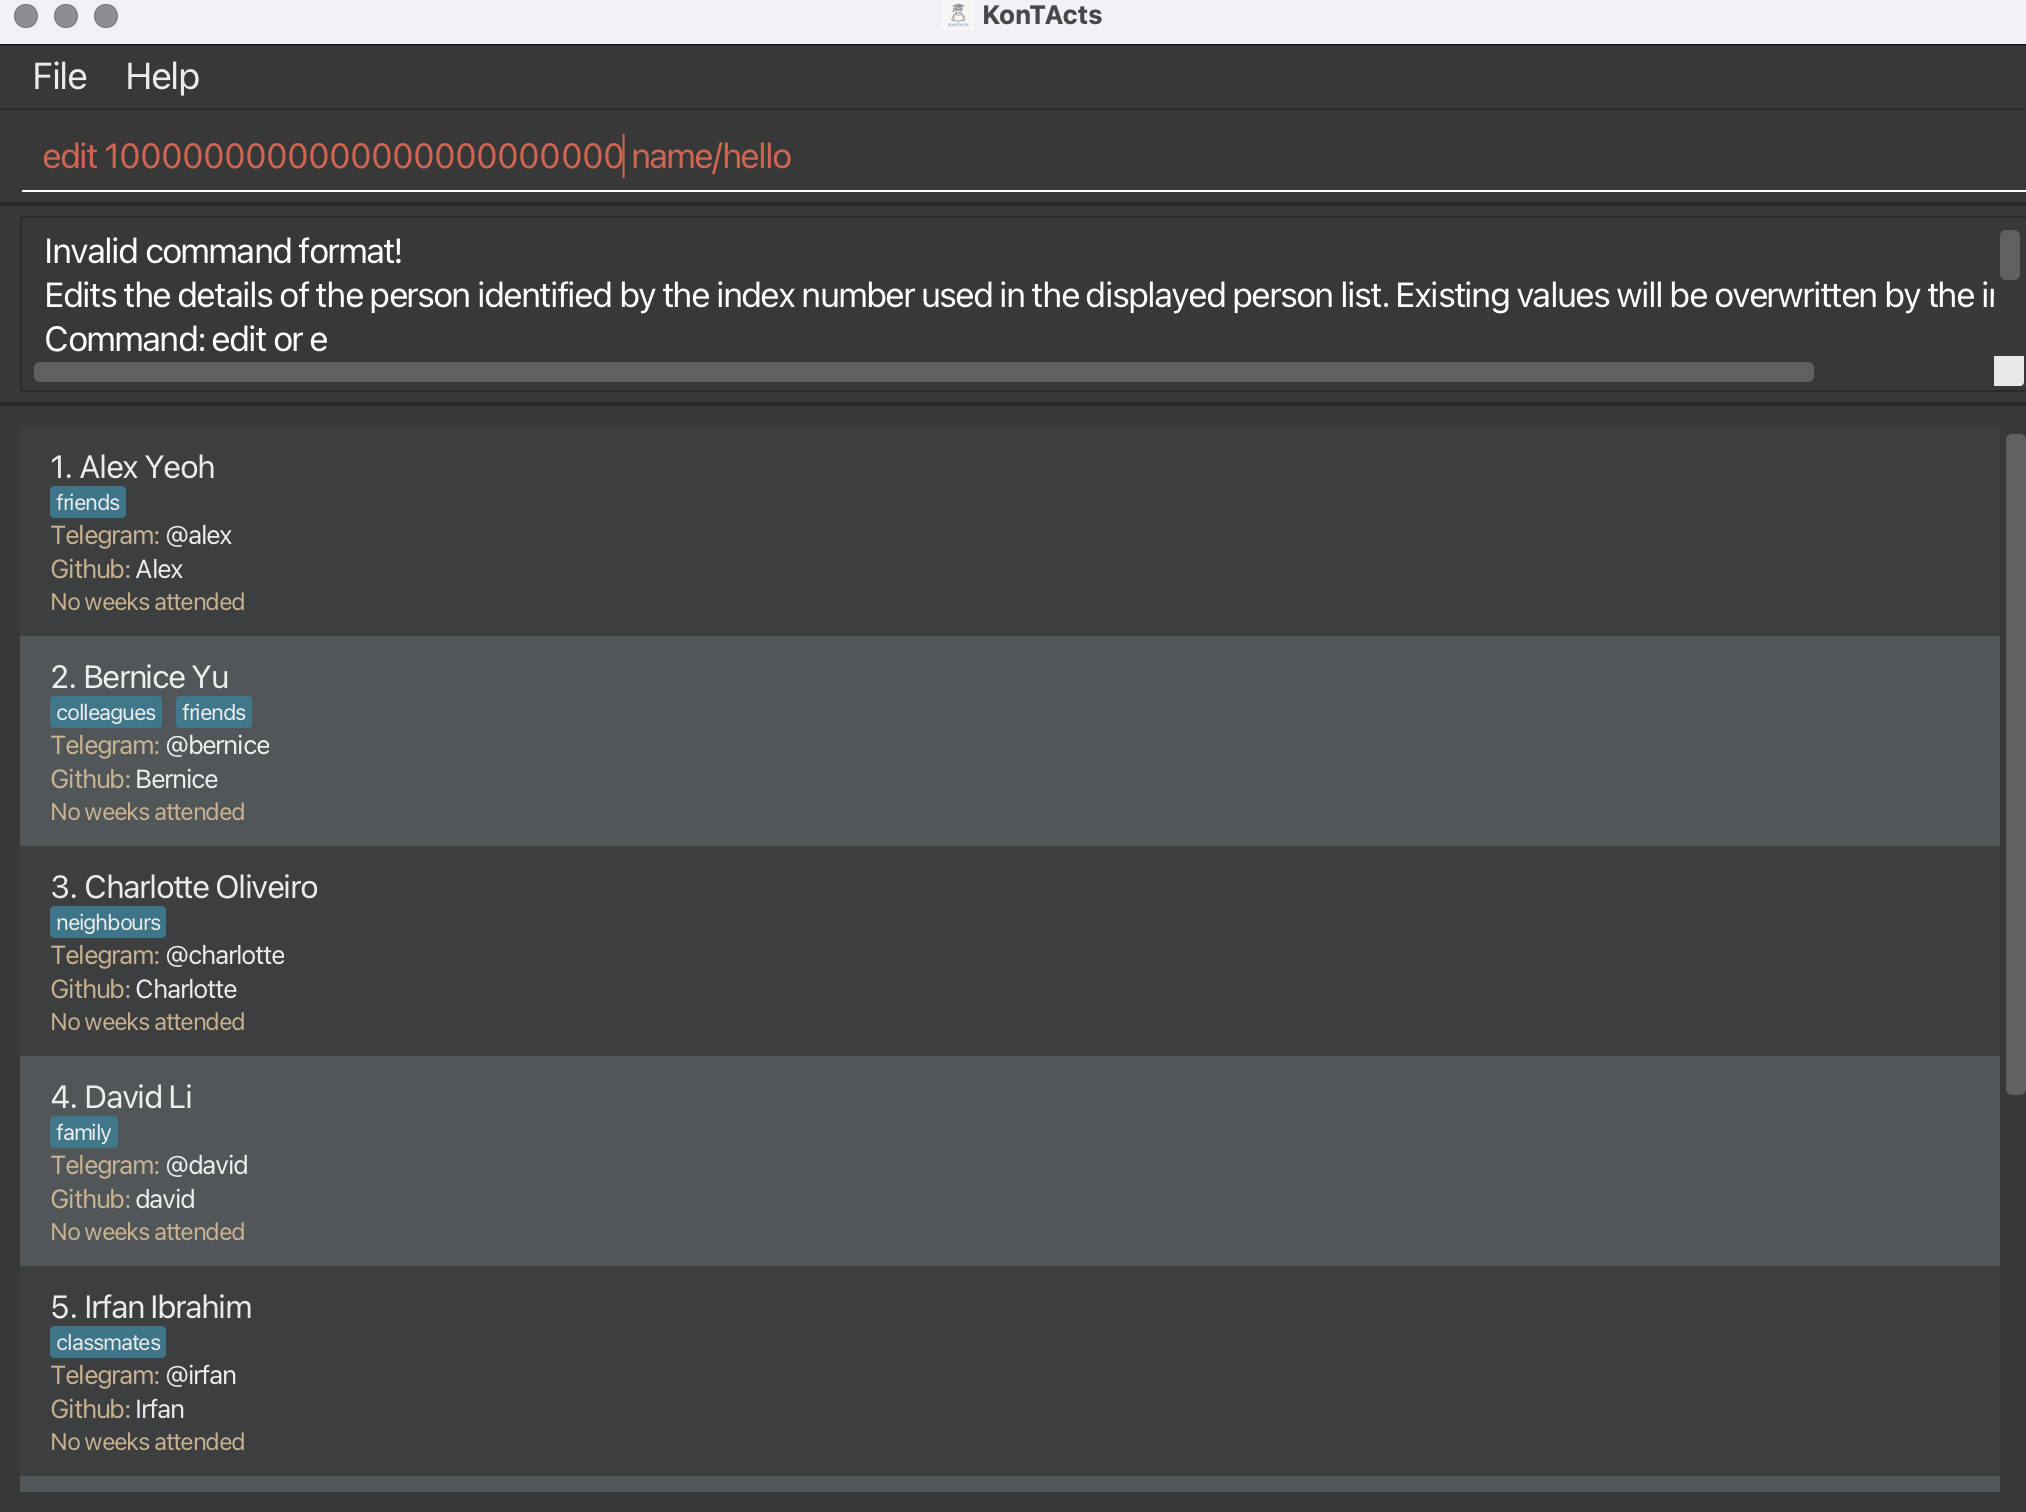 KonTActs
File Help
edit 1000000000000000000000000 name/hello
Invalid command format!
Edits the details of the person identified by the index number used in the displayed person list. Existing values will be overwritten by the
Command: edit or e
1. Alex Yeoh
friends
Telegram: @alex
Github: Alex
No weeks attended
2. Bernice Yu
colleagues friends
Telegram: @bernice
Github: Bernice
No weeks attended
3. Charlotte Oliveiro
neighbours
Telegram: @charlotte
Github: Charlotte
No weeks attended
4. David Li
family
Telegram: @david
Github: david
No weeks attended
5. Irfan Ibrahim
classmates
Telegram: @irfan
Github: Irfan
No weeks attended